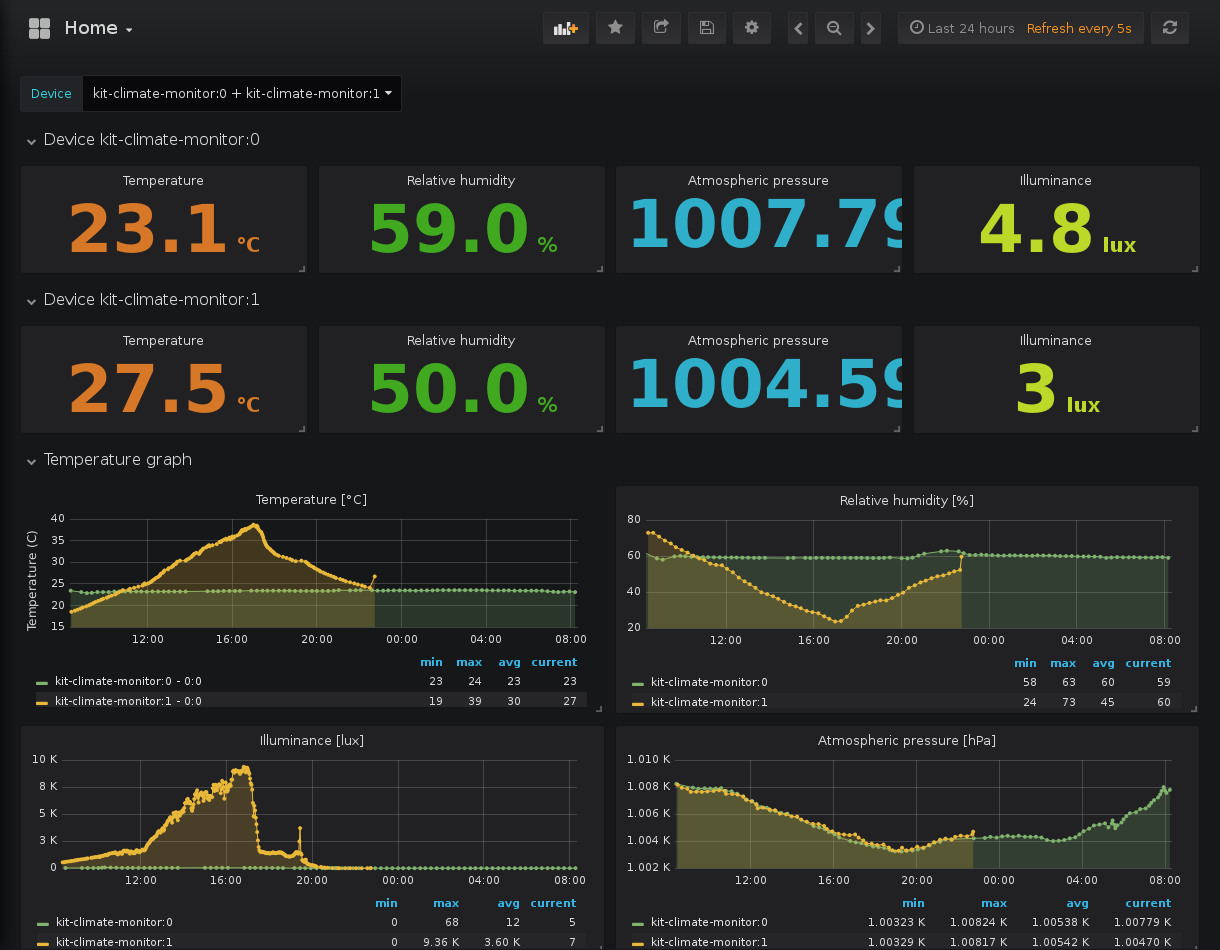 Home
Last 24 hours Refresh every 5s
Device kit-climate-monitor:0 + kit-climate-monitor:1
Device kit-climate-monitor:0
Temperature Relative humidity Atmospheric pressure Illuminance
23.1 °C 59.0 % 1007.79 4.8 lux
Device kit-climate-monitor:1
Temperature Relative humidity Atmospheric pressure Illuminance
27.5 °C 50.0 % 1004.59 3 lux
Temperature graph
Temperature [°C]
Temperature (C)
40
35
30
25
20
15
12:00 16:00 20:00 00:00 04:00 08:00
min max avg current
kit-climate-monitor:0 - 0:0 23 24 23 23
kit-climate-monitor:1 - 0:0 19 39 30 27
Relative humidity [%]
80
60
40
20
12:00 16:00 20:00 00:00 04:00 08:00
min max avg current
kit-climate-monitor:0 58 63 60 59
kit-climate-monitor:1 24 73 45 60
Illuminance [lux]
10 K
8 K
5 K
3 K
0
12:00 16:00 20:00 00:00 04:00 08:00
min max avg current
kit-climate-monitor:0 0 68 12 5
kit-climate-monitor:1 0 9.36 K 3.60 K 7
Atmospheric pressure [hPa]
1.010 K
1.008 K
1.006 K
1.004 K
1.002 K
12:00 16:00 20:00 00:00 04:00 08:00
min max avg current
kit-climate-monitor:0 1.00323 K 1.00824 K 1.00538 K 1.00779 K
kit-climate-monitor:1 1.00329 K 1.00817 K 1.00542 K 1.00470 K